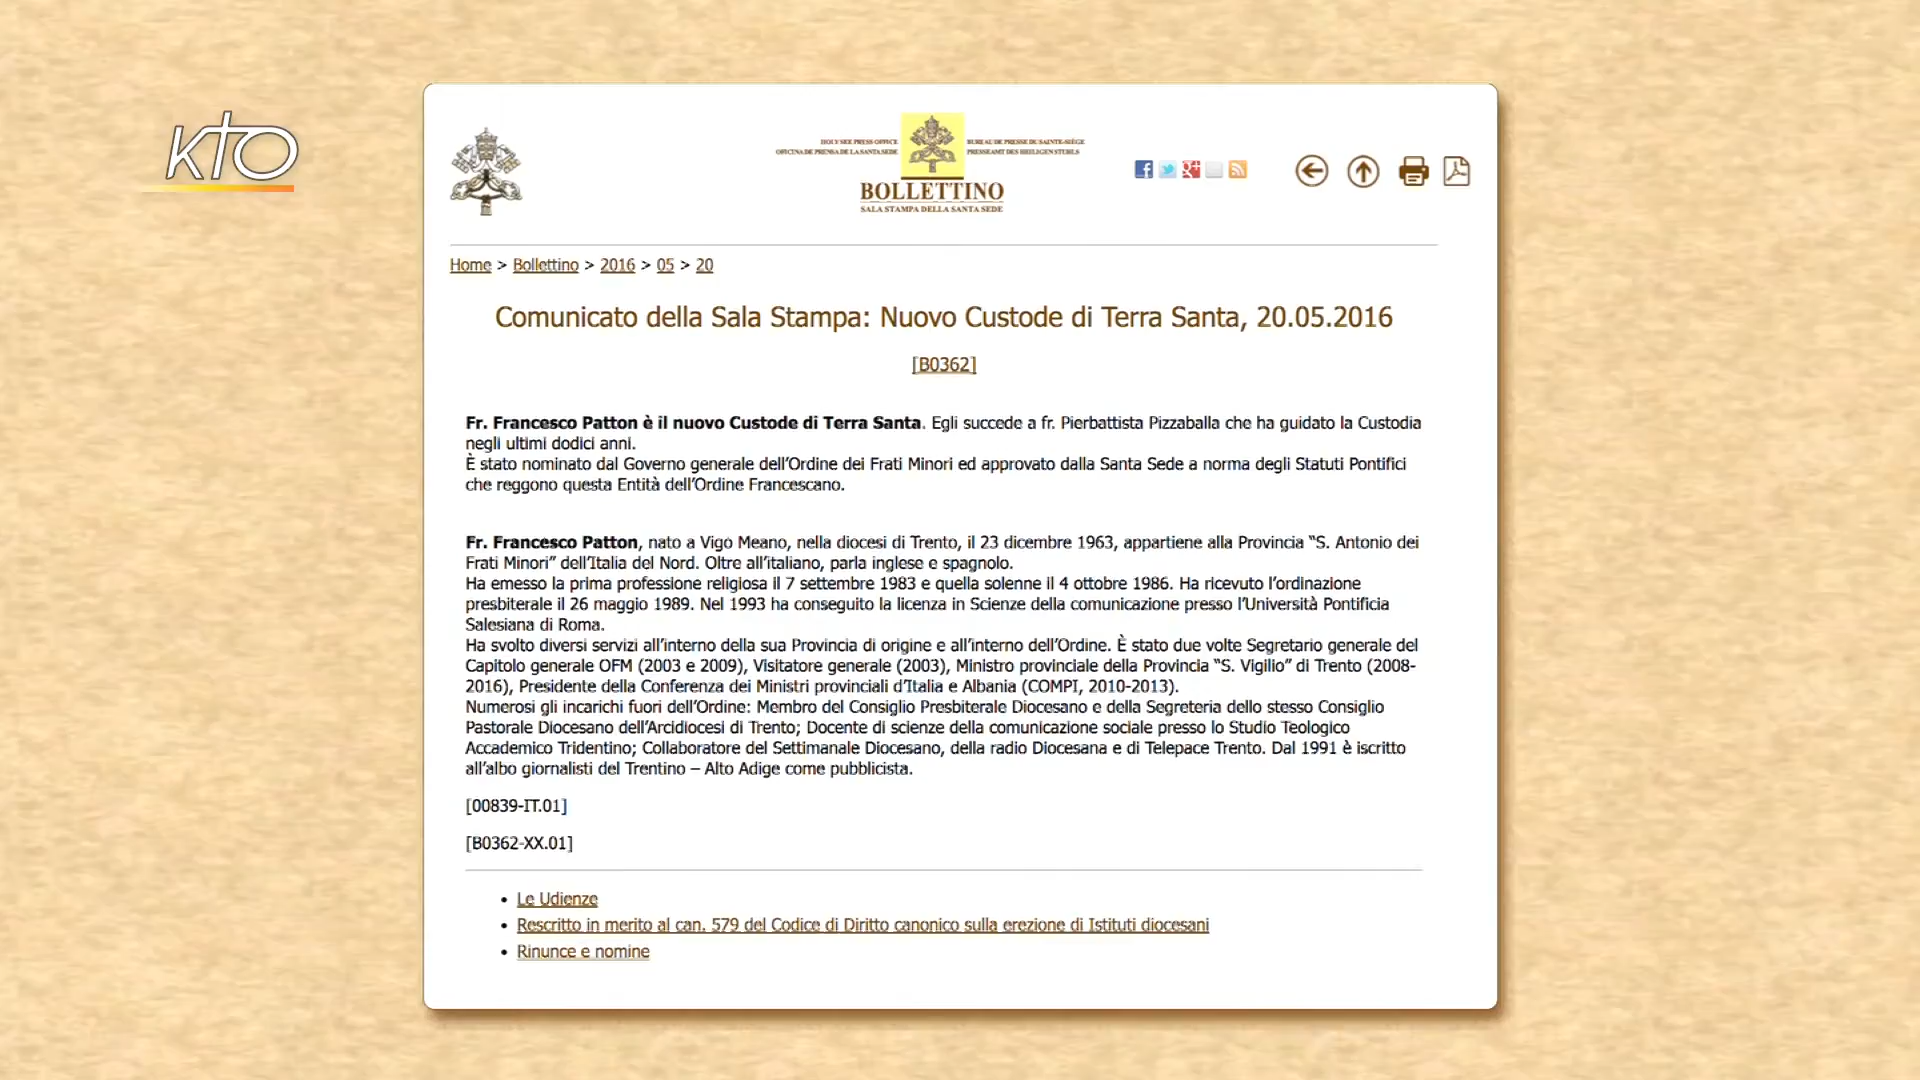 KTO
HOLY SEE PRESS OFFICE
BUREAU DE PRESSE DU SAINT-SIÈGE
OFICINA DE PRENSA DE LA SANTA SEDE
PRESSEAMT DES HEILIGEN STUHLS
BOLLETTINO
SALA STAMPA DELLA SANTA SEDE
Home > Bollettino > 2016 > 05 > 20
Comunicato della Sala Stampa: Nuovo Custode di Terra Santa, 20.05.2016
[B0362]
Fr. Francesco Patton è il nuovo Custode di Terra Santa. Egli succede a fr. Pierbattista Pizzaballa che ha guidato la Custodia
negli ultimi dodici anni.
È stato nominato dal Governo generale dell’Ordine dei Frati Minori ed approvato dalla Santa Sede a norma degli Statuti Pontifici
che reggono questa Entità dell’Ordine Francescano.
Fr. Francesco Patton, nato a Vigo Meano, nella diocesi di Trento, il 23 dicembre 1963, appartiene alla Provincia “S. Antonio dei
Frati Minori” dell’Italia del Nord. Oltre all’italiano, parla inglese e spagnolo.
Ha emesso la prima professione religiosa il 7 settembre 1983 e quella solenne il 4 ottobre 1986. Ha ricevuto l’ordinazione
presbiterale il 26 maggio 1989. Nel 1993 ha conseguito la licenza in Scienze della comunicazione presso l’Università Pontificia
Salesiana di Roma.
Ha svolto diversi servizi all’interno della sua Provincia di origine e all’interno dell’Ordine. È stato due volte Segretario generale del
Capitolo generale OFM (2003 e 2009), Visitatore generale (2003), Ministro provinciale della Provincia “S. Vigilio” di Trento (2008-
2016), Presidente della Conferenza dei Ministri provinciali d’Italia e Albania (COMPI, 2010-2013).
Numerosi gli incarichi fuori dell’Ordine: Membro del Consiglio Presbiterale Diocesano e della Segreteria dello stesso Consiglio
Pastorale Diocesano dell’Arcidiocesi di Trento; Docente di scienze della comunicazione sociale presso lo Studio Teologico
Accademico Tridentino; Collaboratore del Settimanale Diocesano, della radio Diocesana e di Telepace Trento. Dal 1991 è iscritto
all’albo giornalisti del Trentino – Alto Adige come pubblicista.
[00839-IT.01]
[B0362-XX.01]
Le Udienze
Rescritto in merito al can. 579 del Codice di Diritto canonico sulla erezione di Istituti diocesani
Rinunce e nomine